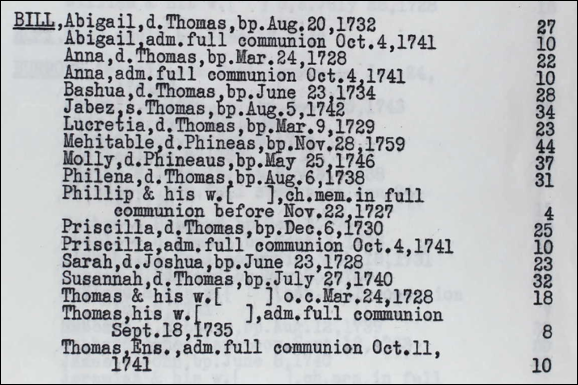 BILL,Abigail,d.Thomas,bp.Aug.20,1732 27
Abigail,adm.full communion Oct.4,1741 10
Anna,d.Thomas,bp.Mar.24,1728 22
Anna,adm.full communion Oct.4,1741 10
Bashua,d.Thomas,bp.June 23,1734 28
Jabez,s.Thomas,bp.Aug.5,1742 34
Lucretia,d.Thomas,bp.Mar.9,1729 23
Mehitable,d.Phineas,bp.Nov.28,1759 44
Molly,d.Phineaus,bp.May 25,1746 37
Philena,d.Thomas,bp.Aug.6,1738 31
Phillip & his w.[ ],ch.mem.in full
communion before Nov.22,1727 4
Priscilla,d.Thomas,bp.Dec.6,1730 25
Priscilla,adm.full communion Oct.4,1741 10
Sarah,d.Joshua,bp.June 23,1728 23
Susannah,d.Thomas,bp.July 27,1740 32
Thomas & his w.[ ] o.c.Mar.24,1728 18
Thomas,his w.[ ],adm.full communion
Sept.18,1735 8
Thomas,Ens.,adm.full communion Oct.11,
1741 10